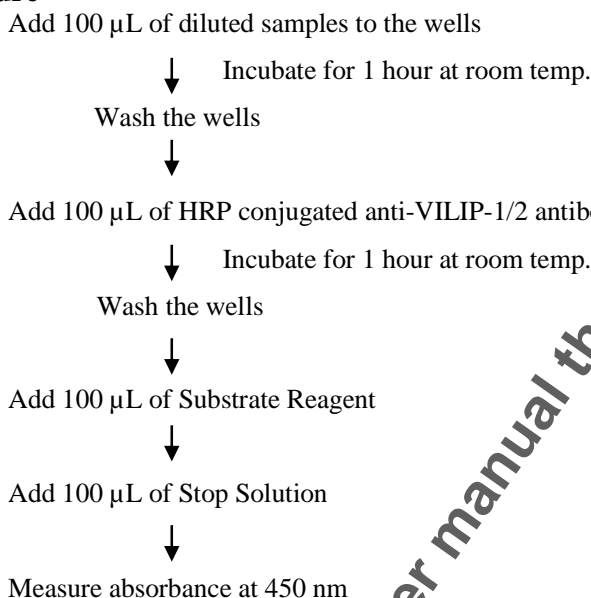 Add 100 µL of diluted samples to the wells
Incubate for 1 hour at room temp.
Wash the wells
Add 100 µL of HRP conjugated anti-VILIP-1/2
Incubate for 1 hour at room temp.
Wash the wells
Add 100 µL of Substrate Reagent
Add 100 µL of Stop Solution
Measure absorbance at 450 nm
er manual